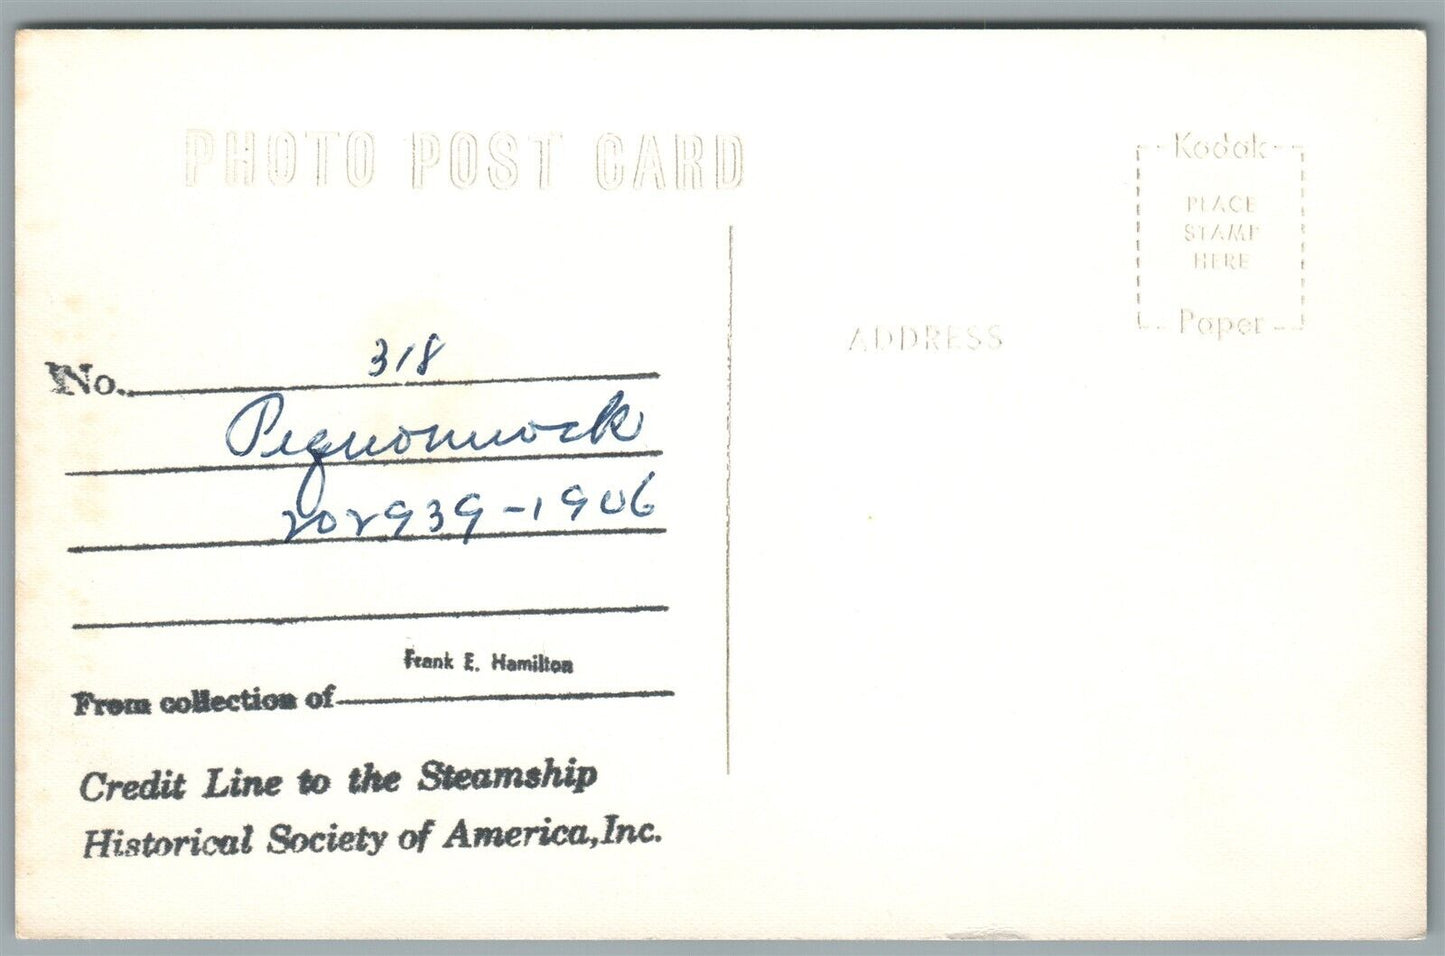 PHOTO POST CARD
Kodak
PLACE
STAMP
HERE
Paper
ADDRESS
No. 318
Pequonnock
202939-1906
Frank E. Hamilton
From collection of
Credit Line to the Steamship
Historical Society of America, Inc.